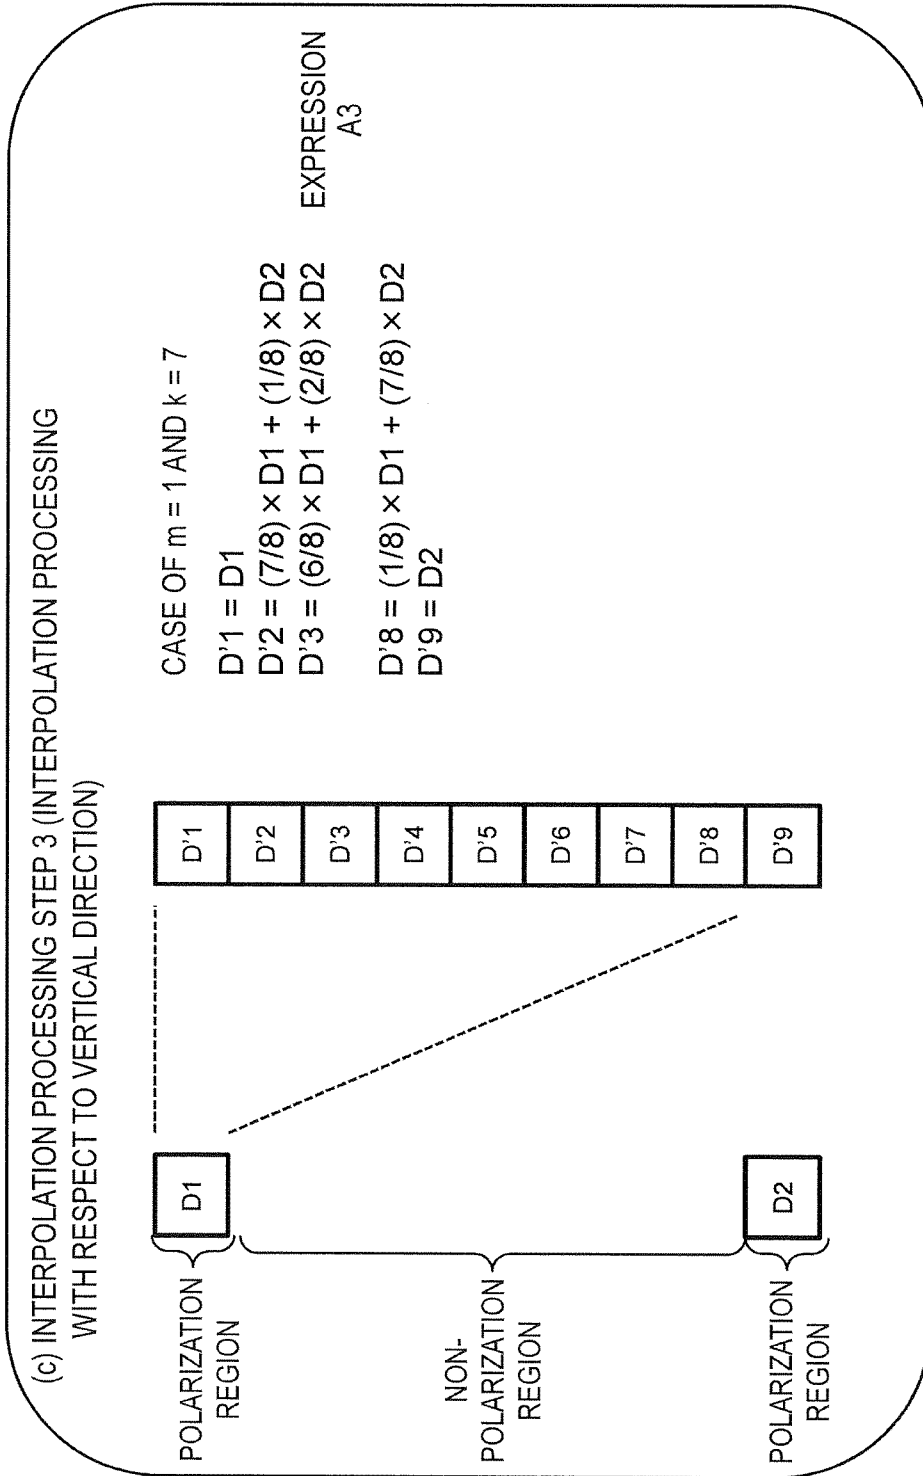 (c) INTERPOLATION PROCESSING STEP 3 (INTERPOLATION PROCESSING
WITH RESPECT TO VERTICAL DIRECTION)
POLARIZATION
REGION
NON-
POLARIZATION
REGION
POLARIZATION
REGION
D1
D2
D'1
D'2
D'3
D'4
D'5
D'6
D'7
D'8
D'9
CASE OF m = 1 AND k = 7
D'1 = D1
D'2 = (7/8) × D1 + (1/8) × D2
D'3 = (6/8) × D1 + (2/8) × D2
D'8 = (1/8) × D1 + (7/8) × D2
D'9 = D2
EXPRESSION
A3